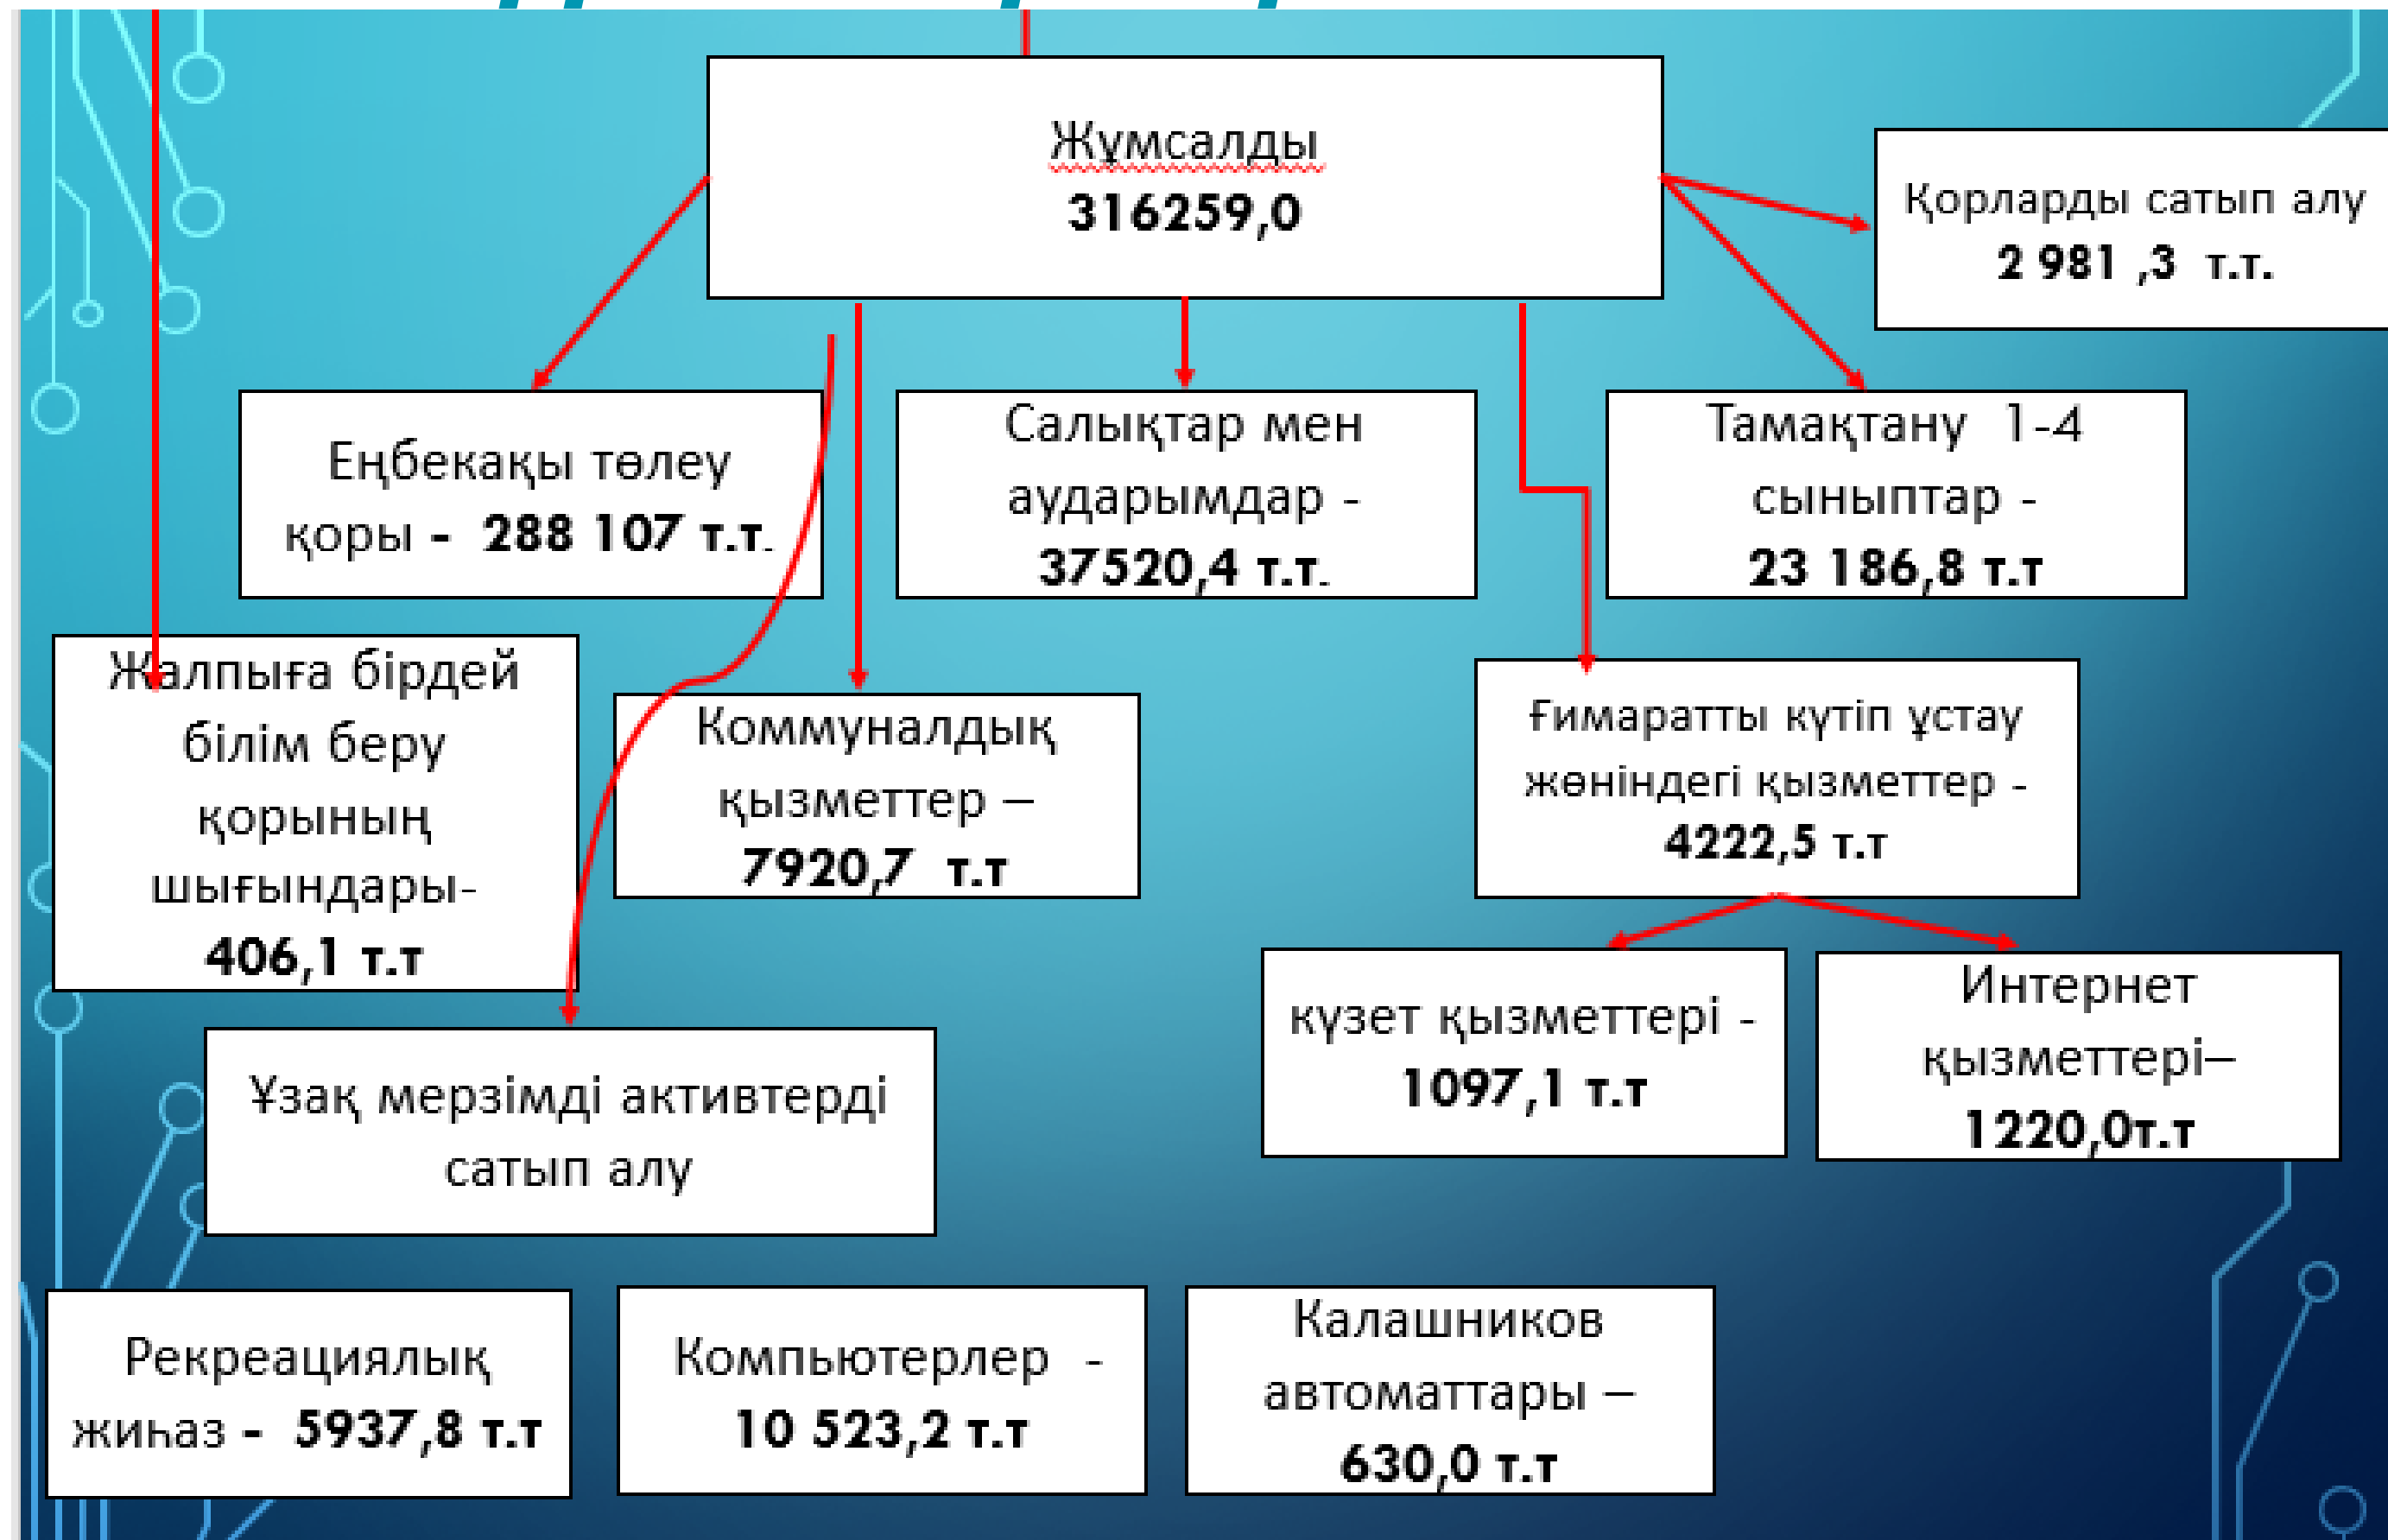 Жұмсалды
316259,0
Қорларды сатып алу
2 981 ,3 т.т.
Еңбекақы төлеу
қоры - 288 107 т.т.
Салықтар мен
аударымдар -
37520,4 т.т.
Тамақтану 1-4
сыныптар -
23 186,8 т.т
Жалпыға бірдей
білім беру
қорының
шығындары-
406,1 т.т
Коммуналдық
қызметтер –
7920,7 т.т
Ғимаратты күтіп ұстау
жөніндегі қызметтер -
4222,5 т.т
күзет қызметтері -
1097,1 т.т
Интернет
қызметтері–
1220,0т.т
Ұзақ мерзімді активтерді
сатып алу
Рекреациялық
жиһаз - 5937,8 т.т
Компьютерлер -
10 523,2 т.т
Калашников
автоматтары –
630,0 т.т